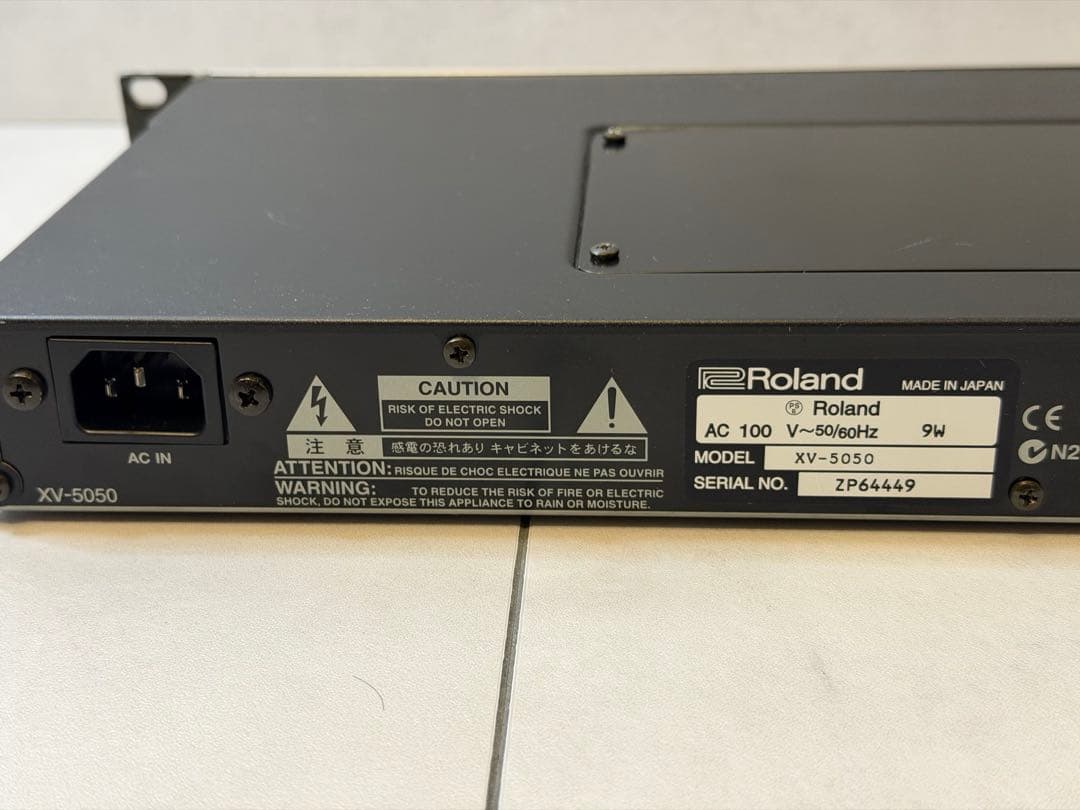 AC IN
XV-5050
CAUTION
RISK OF ELECTRIC SHOCK
DO NOT OPEN
注 意
感電の恐れあり キャビネットをあけるな
ATTENTION: RISQUE DE CHOC ELECTRIQUE NE PAS OUVRIR
WARNING: TO REDUCE THE RISK OF FIRE OR ELECTRIC
SHOCK, DO NOT EXPOSE THIS APPLIANCE TO RAIN OR MOISTURE.
Roland MADE IN JAPAN
PS E Roland
AC 100 V~50/60Hz 9W
MODEL XV-5050
SERIAL NO. ZP64449
CE
N2